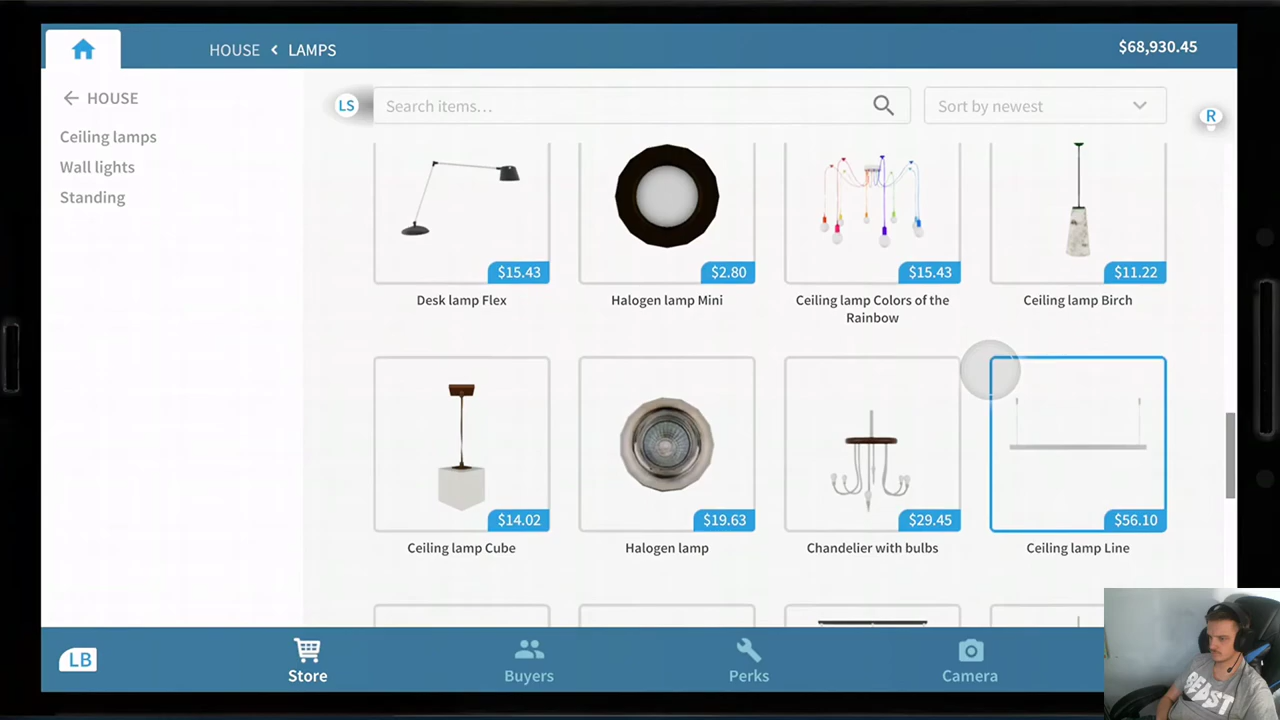 HOUSE < LAMPS
$68,930.45
HOUSE
LS
Search items...
Sort by newest
R
Ceiling lamps
Wall lights
Standing
$15.43
$2.80
$15.43
$11.22
Desk lamp Flex
Halogen lamp Mini
Ceiling lamp Colors of the
Rainbow
Ceiling lamp Birch
$14.02
$19.63
$29.45
$56.10
Ceiling lamp Cube
Halogen lamp
Chandelier with bulbs
Ceiling lamp Line
LB
Store
Buyers
Perks
Camera
BEAST